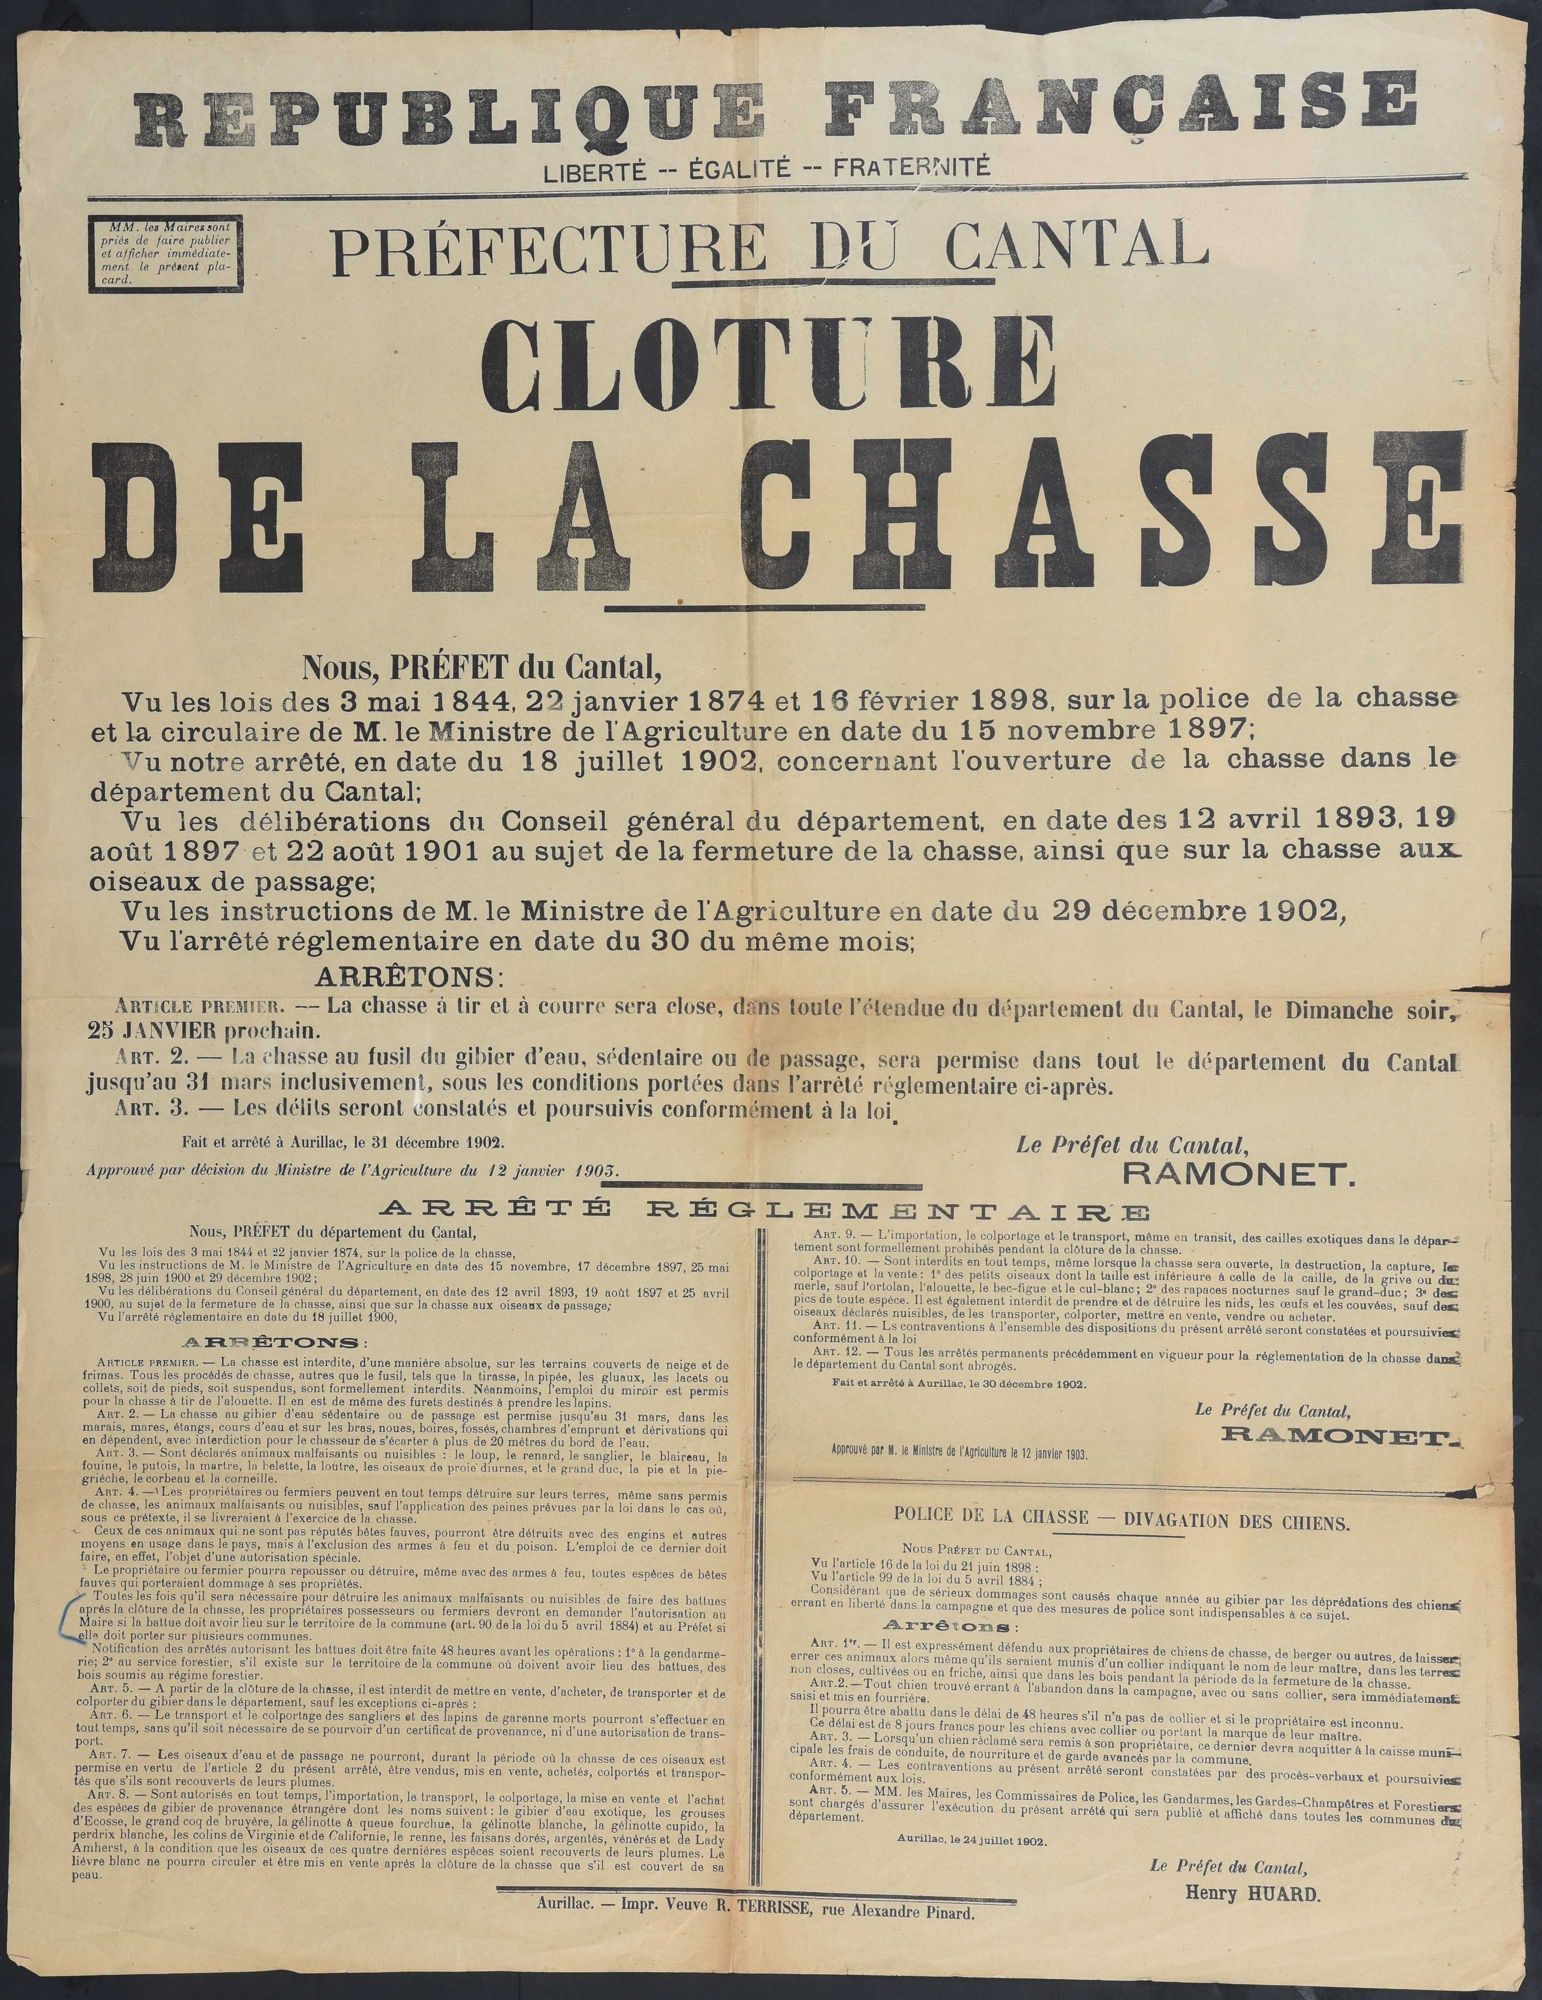 REPUBLIQUE FRANÇAISE
LIBERTÉ -- ÉGALITÉ -- FRATERNITÉ
MM. les Maires sont
priés de faire publier
et afficher immédiate-
ment le présent pla-
card.
PRÉFECTURE DU CANTAL
CLOTURE
DE LA CHASSE
Nous, PRÉFET du Cantal,
Vu les lois des 3 mai 1844, 22 janvier 1874 et 16 février 1898, sur la police de la chasse
et la circulaire de M. le Ministre de l'Agriculture en date du 15 novembre 1897;
Vu notre arrêté, en date du 18 juillet 1902, concernant l'ouverture de la chasse dans le
département du Cantal;
Vu les délibérations du Conseil général du département, en date des 12 avril 1893, 19
août 1897 et 22 août 1901 au sujet de la fermeture de la chasse, ainsi que sur la chasse aux
oiseaux de passage;
Vu les instructions de M. le Ministre de l'Agriculture en date du 29 décembre 1902,
Vu l'arrêté réglementaire en date du 30 du même mois;
ARRÊTONS:
ARTICLE PREMIER. — La chasse à tir et à courre sera close, dans toute l'étendue du département du Cantal, le Dimanche soir,
25 JANVIER prochain.
ART. 2. — La chasse au fusil du gibier d'eau, sédentaire ou de passage, sera permise dans tout le département du Cantal
jusqu'au 31 mars inclusivement, sous les conditions portées dans l'arrêté réglementaire ci-après.
ART. 3. — Les délits seront constatés et poursuivis conformément à la loi.
Fait et arrêté à Aurillac, le 31 décembre 1902.
Le Préfet du Cantal,
Approuvé par décision du Ministre de l'Agriculture du 12 janvier 1903.
RAMONET.
ARRÊTÉ RÉGLEMENTAIRE
Nous, PRÉFET du département du Cantal,
Vu les lois des 3 mai 1844 et 22 janvier 1874, sur la police de la chasse,
Vu les instructions de M. le Ministre de l'Agriculture en date des 15 novembre, 17 décembre 1897, 25 mai
1898, 28 juin 1900 et 29 décembre 1902;
Vu les délibérations du Conseil général du département, en date des 12 avril 1893, 19 août 1897 et 25 avril
1900, au sujet de la fermeture de la chasse, ainsi que sur la chasse aux oiseaux de passage;
Vu l'arrêté réglementaire en date du 18 juillet 1900,
ARRÊTONS:
ARTICLE PREMIER. — La chasse est interdite, d'une manière absolue, sur les terrains couverts de neige et de
frimas. Tous les procédés de chasse, autres que le fusil, tels que la tirasse, la pipée, les gluaux, les lacets ou
collets, soit de pieds, soit suspendus, sont formellement interdits. Néanmoins, l'emploi du miroir est permis
pour la chasse à tir de l'alouette. Il en est de même des furets destinés à prendre les lapins.
ART. 2. — La chasse au gibier d'eau sédentaire ou de passage est permise jusqu'au 31 mars, dans les
marais, mares, étangs, cours d'eau et sur les bras, noues, boires, fossés, chambres d'emprunt et dérivations qui
en dépendent, avec interdiction pour le chasseur de s'écarter à plus de 20 mètres du bord de l'eau.
ART. 3. — Sont déclarés animaux malfaisants ou nuisibles : le loup, le renard, le sanglier, le blaireau, la
fouine, le putois, la martre, la belette, la loutre, les oiseaux de proie diurnes, et le grand duc, la pie et la pie-
grièche, le corbeau et la corneille.
ART. 4. — Les propriétaires ou fermiers peuvent en tout temps détruire sur leurs terres, même sans permis
de chasse, les animaux malfaisants ou nuisibles, sauf l'application des peines prévues par la loi dans le cas où,
sous ce prétexte, il se livreraient à l'exercice de la chasse.
Ceux de ces animaux qui ne sont pas réputés bêtes fauves, pourront être détruits avec des engins et autres
moyens en usage dans le pays, mais à l'exclusion des armes à feu et du poison. L'emploi de ce dernier doit
faire, en effet, l'objet d'une autorisation spéciale.
Le propriétaire ou fermier pourra repousser ou détruire, même avec des armes à feu, toutes espèces de bêtes
fauves qui porteraient dommage à ses propriétés.
Toutes les fois qu'il sera nécessaire pour détruire les animaux malfaisants ou nuisibles de faire des battues
après la clôture de la chasse, les propriétaires possesseurs ou fermiers devront en demander l'autorisation au
Maire si la battue doit avoir lieu sur le territoire de la commune (art. 90 de la loi du 5 avril 1884) et au Préfet si
elle doit porter sur plusieurs communes.
Notification des arrêtés autorisant les battues doit être faite 48 heures avant les opérations : 1° à la gendarme-
rie; 2° au service forestier, s'il existe sur le territoire de la commune où doivent avoir lieu des battues, des
bois soumis au régime forestier.
ART. 5. — A partir de la clôture de la chasse, il est interdit de mettre en vente, d'acheter, de transporter et de
colporter du gibier dans le département, sauf les exceptions ci-après :
ART. 6. — Le transport et le colportage des sangliers et des lapins de garenne morts pourront s'effectuer en
tout temps, sans qu'il soit nécessaire de se pourvoir d'un certificat de provenance, ni d'une autorisation de trans-
port.
ART. 7. — Les oiseaux d'eau et de passage ne pourront, durant la période où la chasse de ces oiseaux est
permise en vertu de l'article 2 du présent arrêté, être vendus, mis en vente, achetés, colportés et transpor-
tés que s'ils sont recouverts de leurs plumes.
ART. 8. — Sont autorisés en tout temps, l'importation, le transport, le colportage, la mise en vente et l'achat
des espèces de gibier de provenance étrangère dont les noms suivent : le gibier d'eau exotique, les grouses
d'Ecosse, le grand coq de bruyère, la gélinotte à queue fourchue, la gélinotte blanche, la gélinotte cupido, la
perdrix blanche, les colins de Virginie et de Californie, le renne, les faisans dorés, argentés, vénérés et de Lady
Amherst, à la condition que les oiseaux de ces quatre dernières espèces soient recouverts de leurs plumes. Le
lièvre blanc ne pourra circuler et être mis en vente après la clôture de la chasse que s'il est couvert de sa
peau.
ART. 9. — L'importation, le colportage et le transport, même en transit, des cailles exotiques dans le dépar-
tement sont formellement prohibés pendant la clôture de la chasse.
ART. 10. — Sont interdits en tout temps, même lorsque la chasse sera ouverte, la destruction, la capture, le
colportage et la vente : 1° des petits oiseaux dont la taille est inférieure à celle de la caille, de la grive ou du
merle, sauf l'ortolan, l'alouette, le bec-figue et le cul-blanc; 2° des rapaces nocturnes sauf le grand-duc; 3° des
pics de toute espèce. Il est également interdit de prendre et de détruire les nids, les œufs et les couvées, sauf des
oiseaux déclarés nuisibles, de les transporter, colporter, mettre en vente, vendre ou acheter.
ART. 11. — Ls contraventions à l'ensemble des dispositions du présent arrêté seront constatées et poursuivies
conformément à la loi
ART. 12. — Tous les arrêtés permanents précédemment en vigueur pour la réglementation de la chasse dans
le département du Cantal sont abrogés.
Fait et arrêté à Aurillac, le 30 décembre 1902.
Le Préfet du Cantal,
RAMONET.
Approuvé par M. le Ministre de l'Agriculture le 12 janvier 1903.
POLICE DE LA CHASSE — DIVAGATION DES CHIENS.
NOUS PRÉFET DU CANTAL,
Vu l'article 16 de la loi du 21 juin 1898 ;
Vu l'article 99 de la loi du 5 avril 1884 ;
Considérant que de sérieux dommages sont causés chaque année au gibier par les déprédations des chiens
errant en liberté dans la campagne et que des mesures de police sont indispensables à ce sujet.
Arrêtons :
ART. 1er. — Il est expressément défendu aux propriétaires de chiens de chasse, de berger ou autres, de laisser
errer ces animaux alors même qu'ils seraient munis d'un collier indiquant le nom de leur maître, dans les terres
non closes, cultivées ou en friche, ainsi que dans les bois pendant la période de la fermeture de la chasse.
ART. 2. — Tout chien trouvé errant à l'abandon dans la campagne, avec ou sans collier, sera immédiatement
saisi et mis en fourrière.
Il pourra être abattu dans le délai de 48 heures s'il n'a pas de collier et si le propriétaire est inconnu.
Ce délai est de 8 jours francs pour les chiens avec collier ou portant la marque de leur maître.
ART. 3. — Lorsqu'un chien réclamé sera remis à son propriétaire, ce dernier devra acquitter à la caisse muni-
cipale les frais de conduite, de nourriture et de garde avancés par la commune.
ART. 4. — Les contraventions au présent arrêté seront constatées par des procès-verbaux et poursuivies
conformément aux lois.
ART. 5. — MM. les Maires, les Commissaires de Police, les Gendarmes, les Gardes-Champêtres et Forestiers
sont chargés d'assurer l'exécution du présent arrêté qui sera publié et affiché dans toutes les communes du
département.
Aurillac, le 24 juillet 1902.
Le Préfet du Cantal,
Henry HUARD.
Aurillac. — Impr. Veuve R. TERRISSE, rue Alexandre Pinard.